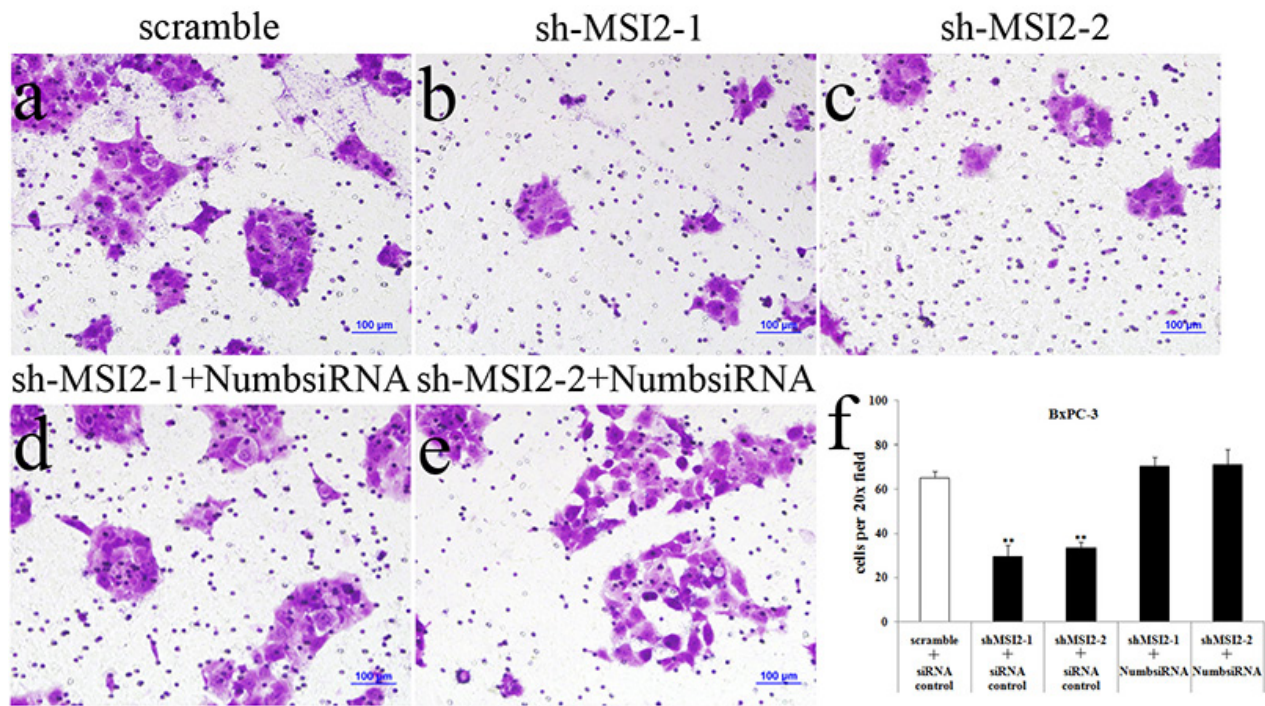 scramble
sh-MSI2-1
sh-MSI2-2
a
b
c
100 µm
100 µm
100 µm
sh-MSI2-1+NumbsiRNA
sh-MSI2-2+NumbsiRNA
d
e
f
100 µm
100 µm
BxPC-3
cells per 20x field
100
80
60
40
20
0
**
**
scramble
+
siRNA
control
shMSI2-1
+
siRNA
control
shMSI2-2
+
siRNA
control
shMSI2-1
+
NumbsiRNA
shMSI2-2
+
NumbsiRNA